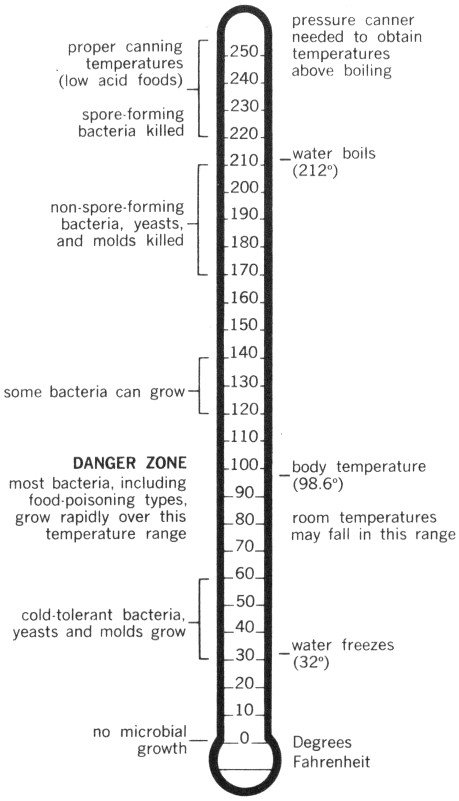 pressure canner
needed to obtain
temperatures
above boiling
proper canning
temperatures
(low acid foods)
spore-forming
bacteria killed
250
240
230
220
210
water boils
(212°)
200
non-spore-forming
bacteria, yeasts,
and molds killed
190
180
170
160
150
140
some bacteria can grow
130
120
110
DANGER ZONE
most bacteria, including
food-poisoning types,
grow rapidly over this
temperature range
100
body temperature
(98.6°)
90
80
room temperatures
may fall in this range
70
60
50
cold-tolerant bacteria,
yeasts and molds grow
40
30
water freezes
(32°)
20
10
no microbial
growth
0
Degrees
Fahrenheit